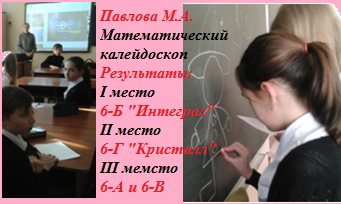 Павлова М.А.
Математический
калейдоскоп
Результаты:
I место
6-Б "Интеграл"
II место
6-Г "Кристалл"
III мемсто
6-А и 6-В